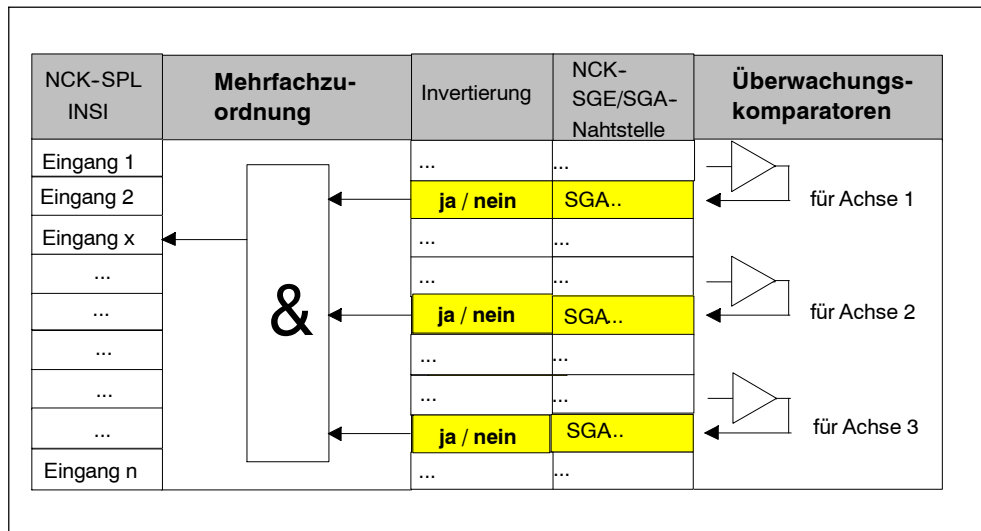 NCK-SPL INSI
Mehrfachzu-
ordnung
Invertierung
NCK-
SGE/SGA-
Nahtstelle
Überwachungs-
komparatoren
Eingang 1
...
...
Eingang 2
ja / nein
SGA..
für Achse 1
Eingang x
...
...
...
...
...
&
...
ja / nein
SGA...
für Achse 2
...
...
...
...
...
...
...
ja / nein
SGA..
für Achse 3
Eingang n
...
...